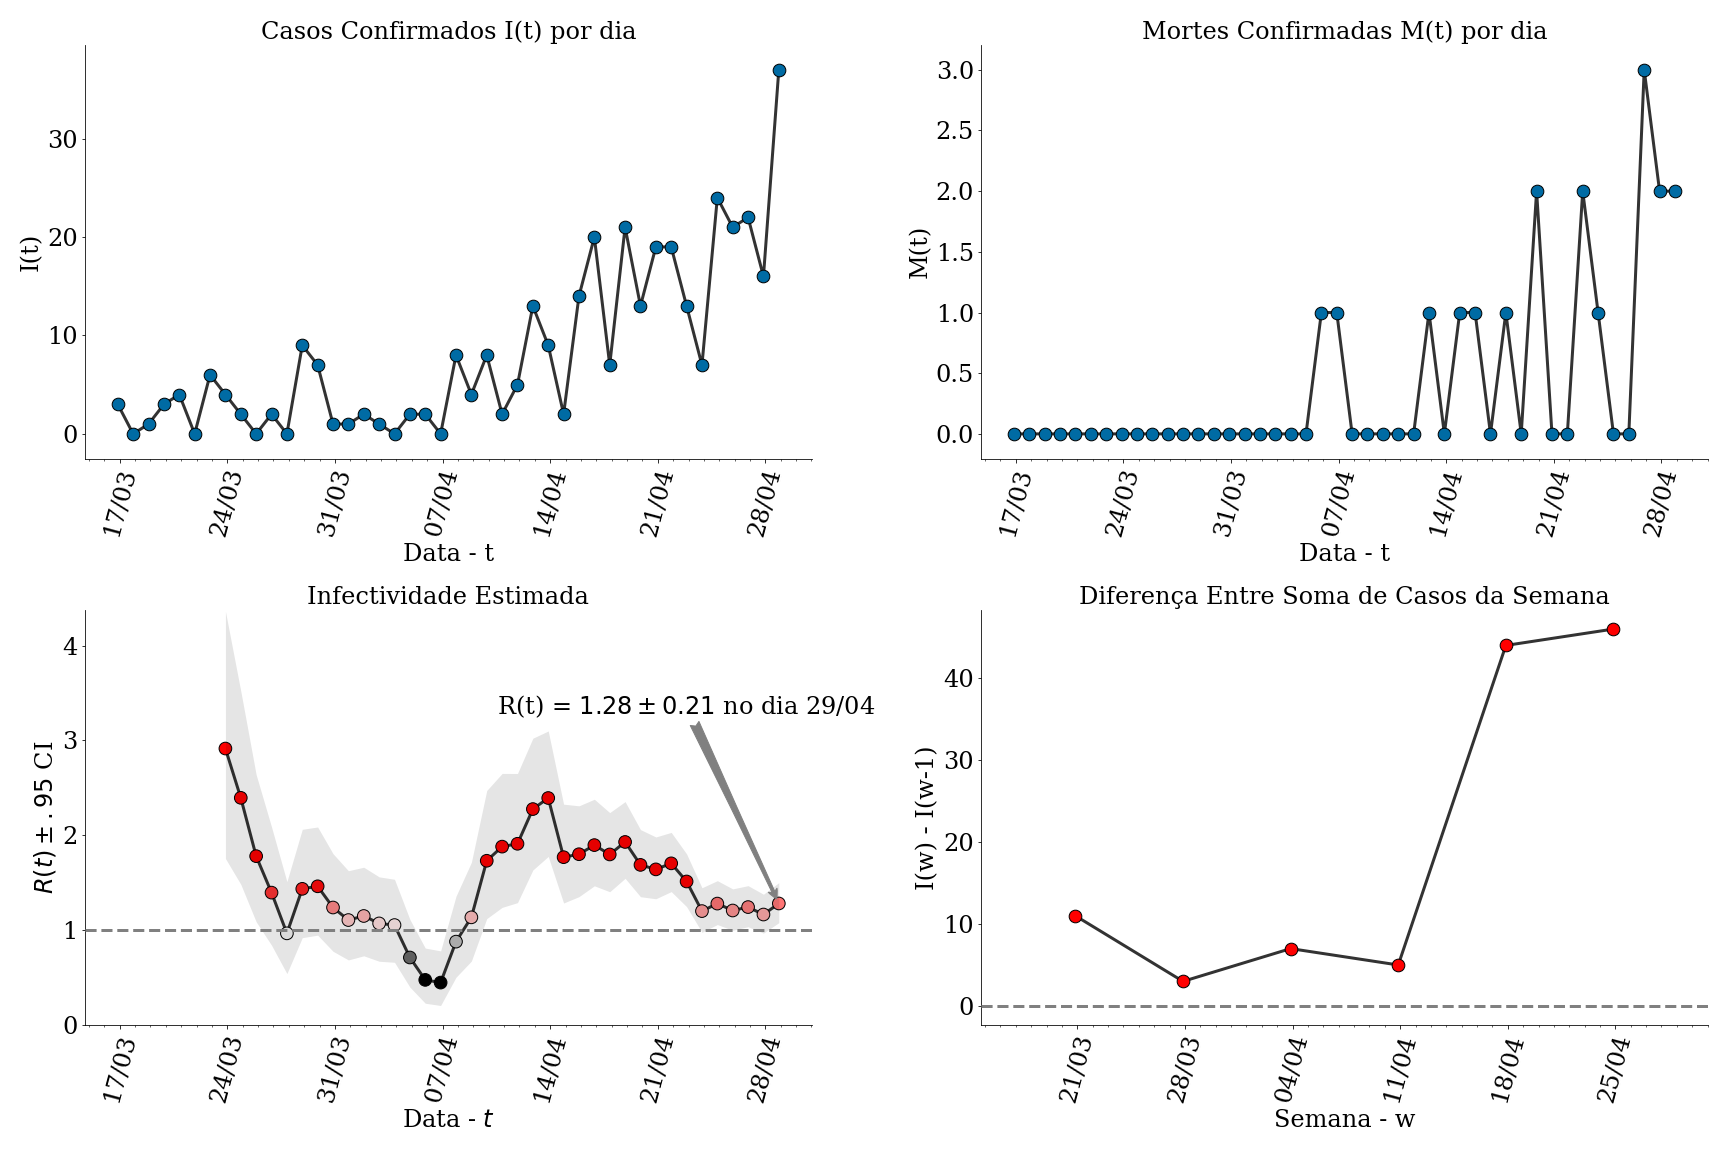 Casos Confirmados I(t) por dia
I(t)
30
20
10
0
17/03 24/03 31/03 07/04 14/04 21/04 28/04
Data - t
Mortes Confirmadas M(t) por dia
M(t)
3.0
2.5
2.0
1.5
1.0
0.5
0.0
17/03 24/03 31/03 07/04 14/04 21/04 28/04
Data - t
Infectividade Estimada
R(t) ± .95 CI
4
3
2
1
0
R(t) = 1.28 ± 0.21 no dia 29/04
17/03 24/03 31/03 07/04 14/04 21/04 28/04
Data - t
Diferença Entre Soma de Casos da Semana
I(w) - I(w-1)
40
30
20
10
0
21/03 28/03 04/04 11/04 18/04 25/04
Semana - w